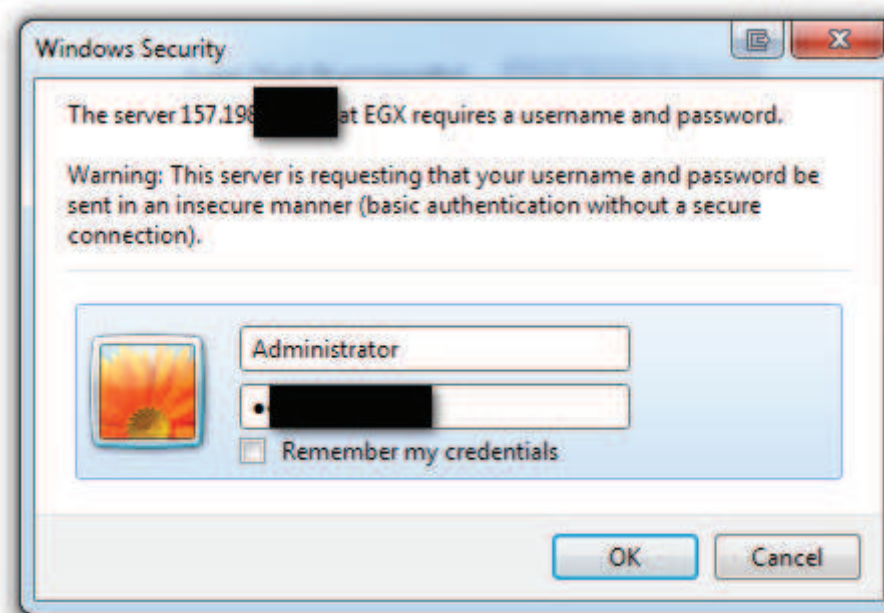 Windows Security
The server 157.198 at EGX requires a username and password.
Warning: This server is requesting that your username and password be
sent in an insecure manner (basic authentication without a secure
connection).
Administrator
Remember my credentials
OK Cancel